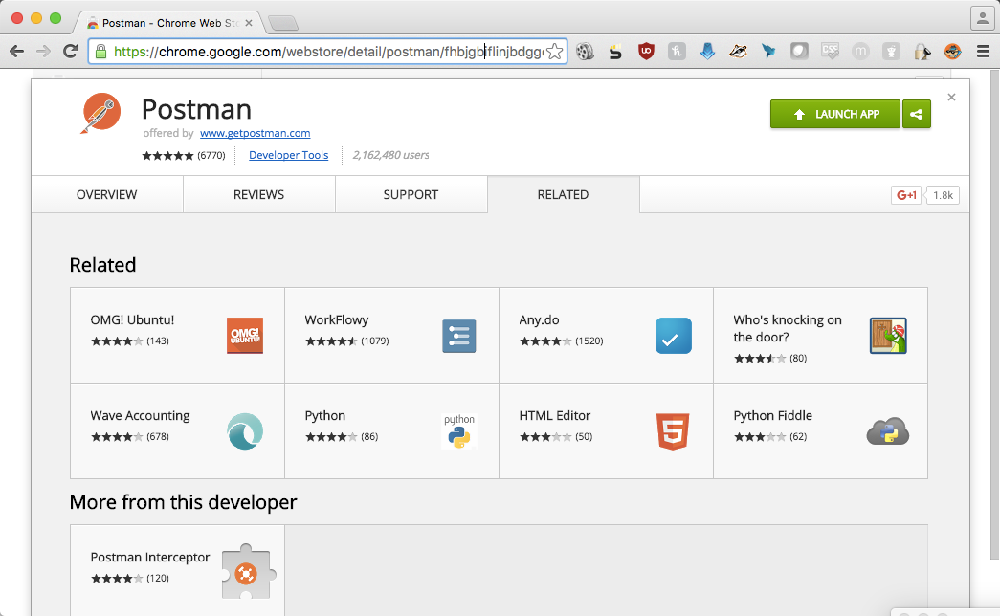 Postman - Chrome Web Sto
https://chrome.google.com/webstore/detail/postman/fhbjgbiflinjbdgg
Postman
LAUNCH APP
offered by www.getpostman.com
(6770) Developer Tools 2,162,480 users
OVERVIEW REVIEWS SUPPORT RELATED G+1 1.8k
Related
OMG! Ubuntu!
(143)
OMG!
UBUNTU!
WorkFlowy
(1079)
Any.do
(1520)
Who's knocking on
the door?
(80)
Wave Accounting
(678)
Python
(86)
python
HTML Editor
(50)
5
Python Fiddle
(62)
More from this developer
Postman Interceptor
(120)